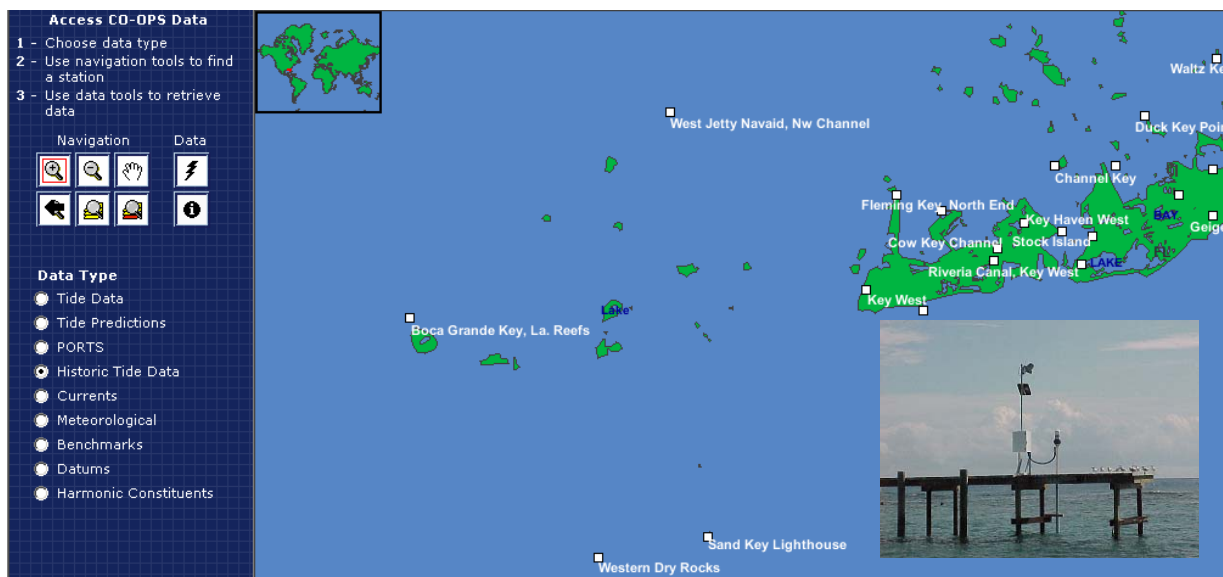 Access CO-OPS Data
1 - Choose data type
2 - Use navigation tools to find
a station
3 - Use data tools to retrieve
data
Navigation
Data
Data Type
Tide Data
Tide Predictions
PORTS
Historic Tide Data
Currents
Meteorological
Benchmarks
Datums
Harmonic Constituents
Waltz Ke
West Jetty Navaid, Nw Channel
Duck Key Poin
Channel Key
Fleming Key, North End
Key Haven West
BAY
Geige
Cow Key Channel
Stock Island
FL
Riveria Canal, Key West
LAKE
Key West
Lake
Boca Grande Key, La. Reefs
Sand Key Lighthouse
Western Dry Rocks